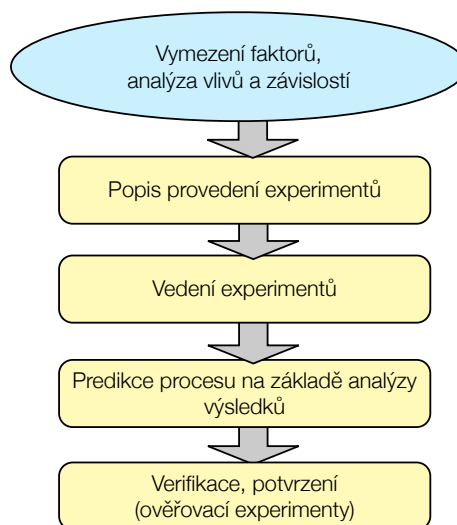 Vymezení faktorů,
analýza vlivů a závislostí
Popis provedení experimentů
Vedení experimentů
Predikce procesu na základě analýzy
výsledků
Verifikace, potvrzení
(ověřovací experimenty)